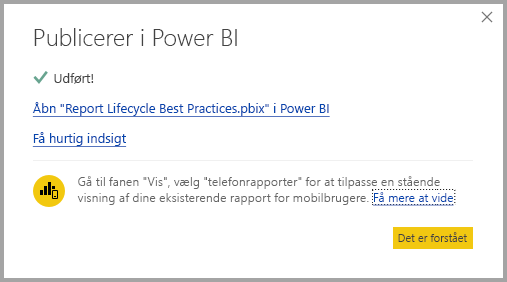 Publicerer i Power BI
Udført!
Åbn "Report Lifecycle Best Practices.pbix" i Power BI
Få hurtig indsigt
Gå til fanen "Vis", vælg "telefonrapporter" for at tilpasse en stående
visning af dine eksisterende rapport for mobilbrugere. Få mere at vide
Det er forstået